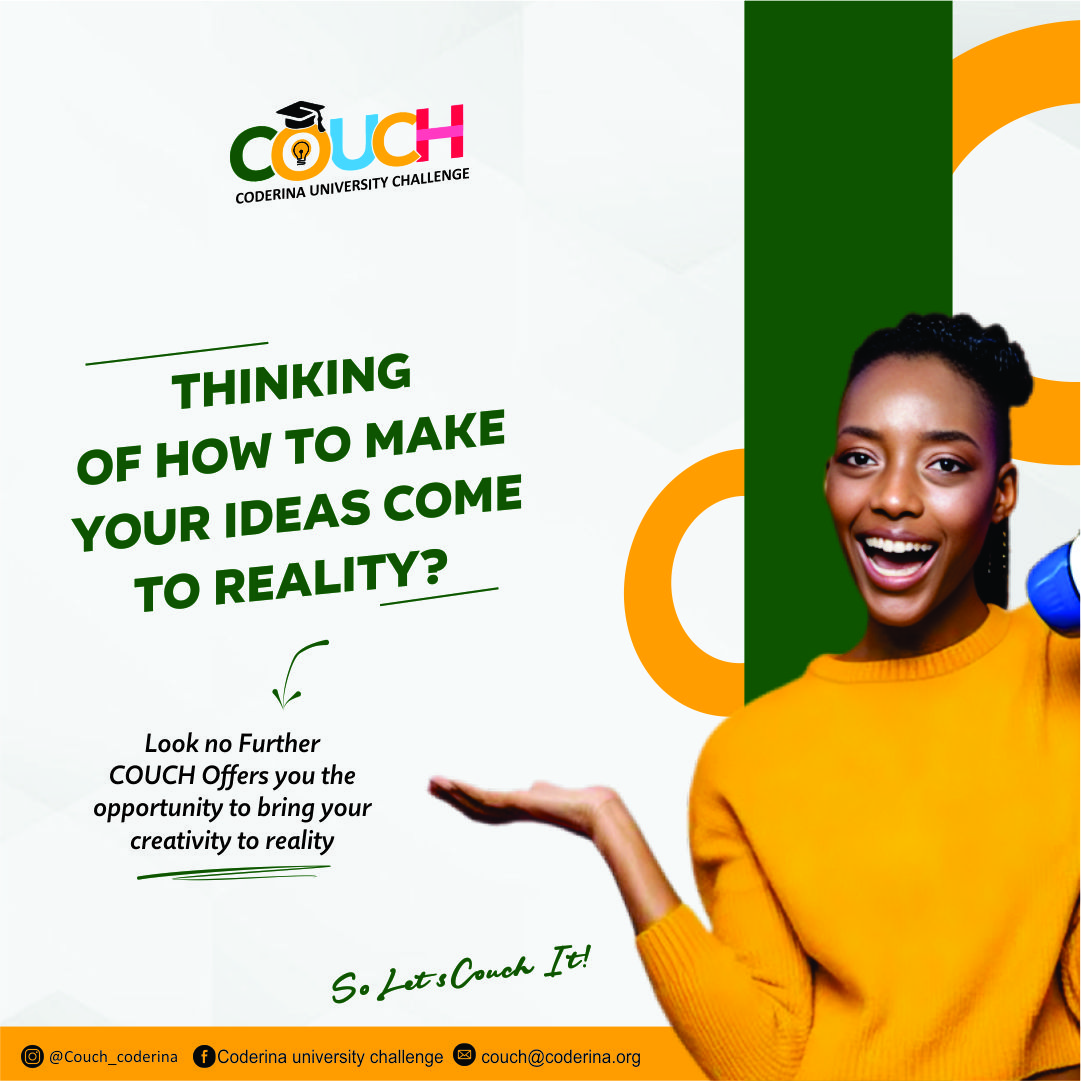 COUCH
CODERINA UNIVERSITY CHALLENGE
THINKING
OF HOW TO MAKE
YOUR IDEAS COME
TO REALITY?
Look no Further
COUCH Offers you the
opportunity to bring your
creativity to reality
So Let's Couch It!
@Couch_coderina Coderina university challenge couch@coderina.org